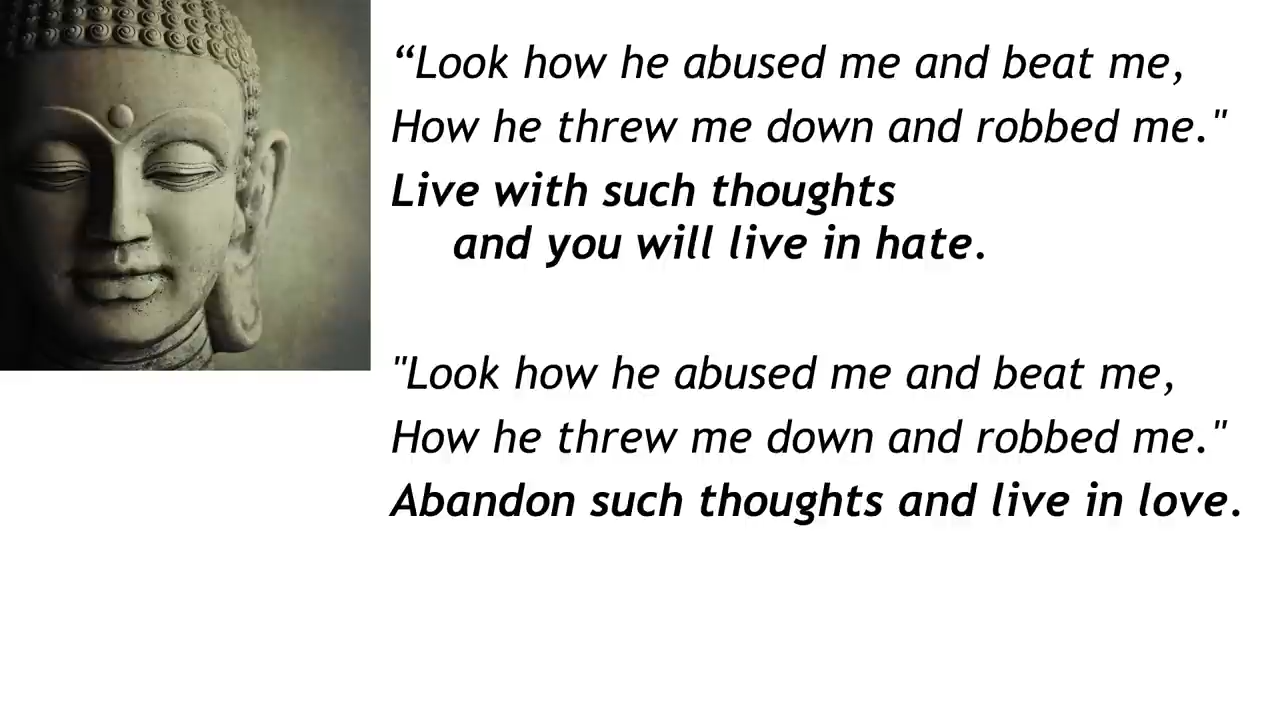 “Look how he abused me and beat me,
How he threw me down and robbed me."
Live with such thoughts
and you will live in hate.
"Look how he abused me and beat me,
How he threw me down and robbed me."
Abandon such thoughts and live in love.